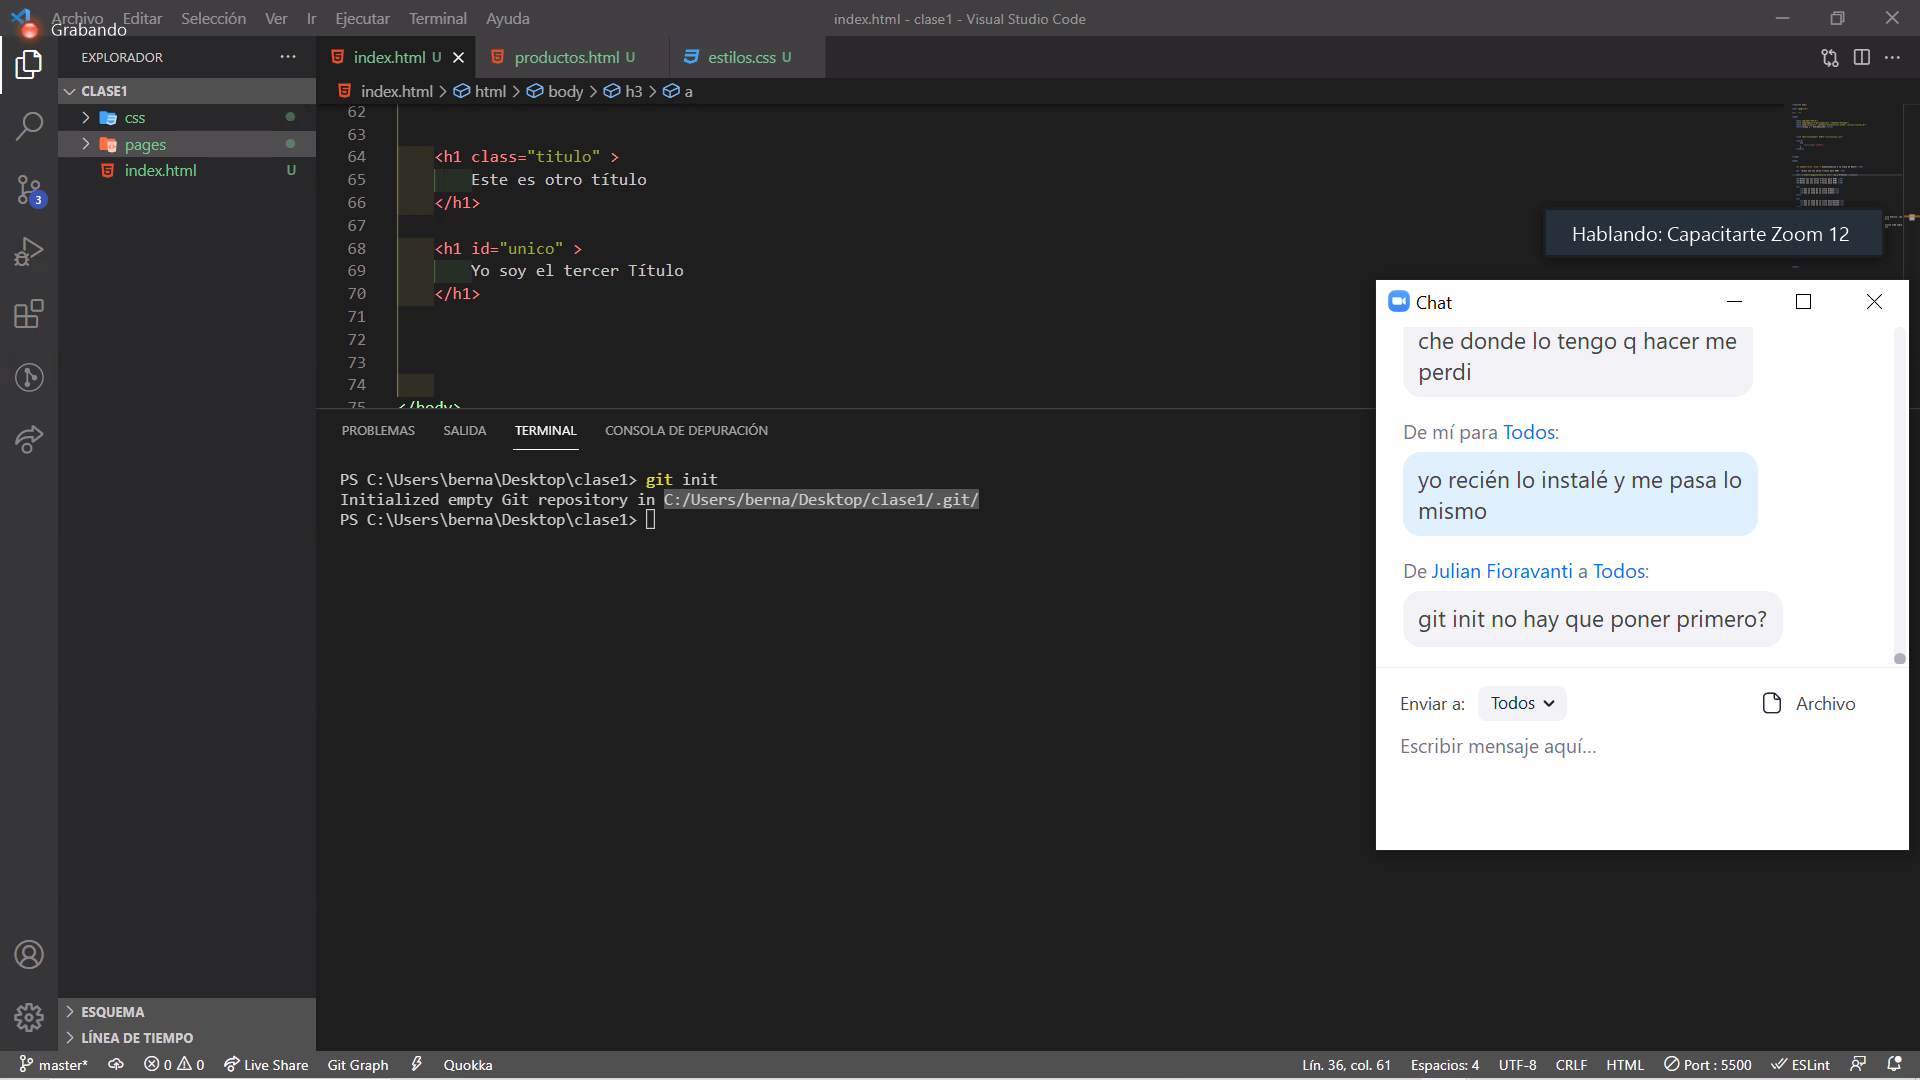 Archivo Editar Selección Ver Ir Ejecutar Terminal Ayuda
index.html - clase1 - Visual Studio Code
Grabando
EXPLORADOR
index.html U
productos.html U
estilos.css U
CLASE1
index.html > html > body > h3 > a
css
pages
index.html U
3
62
63
64 <h1 class="titulo" >
65 Este es otro título
66 </h1>
67
68 <h1 id="unico" >
69 Yo soy el tercer Título
70 </h1>
71
72
73
74
75 </body>
Hablando: Capacitarte Zoom 12
PROBLEMAS SALIDA TERMINAL CONSOLA DE DEPURACIÓN
PS C:\Users\berna\Desktop\clase1> git init
Initialized empty Git repository in C:/Users/berna/Desktop/clase1/.git/
PS C:\Users\berna\Desktop\clase1>
Chat
che donde lo tengo q hacer me
perdi
De mí para Todos:
yo recién lo instalé y me pasa lo
mismo
De Julian Fioravanti a Todos:
git init no hay que poner primero?
Enviar a: Todos
Archivo
Escribir mensaje aquí...
ESQUEMA
LÍNEA DE TIEMPO
master* 0 0 Live Share Git Graph Quokka
Lín. 36, col. 61 Espacios: 4 UTF-8 CRLF HTML Port : 5500 ESLint